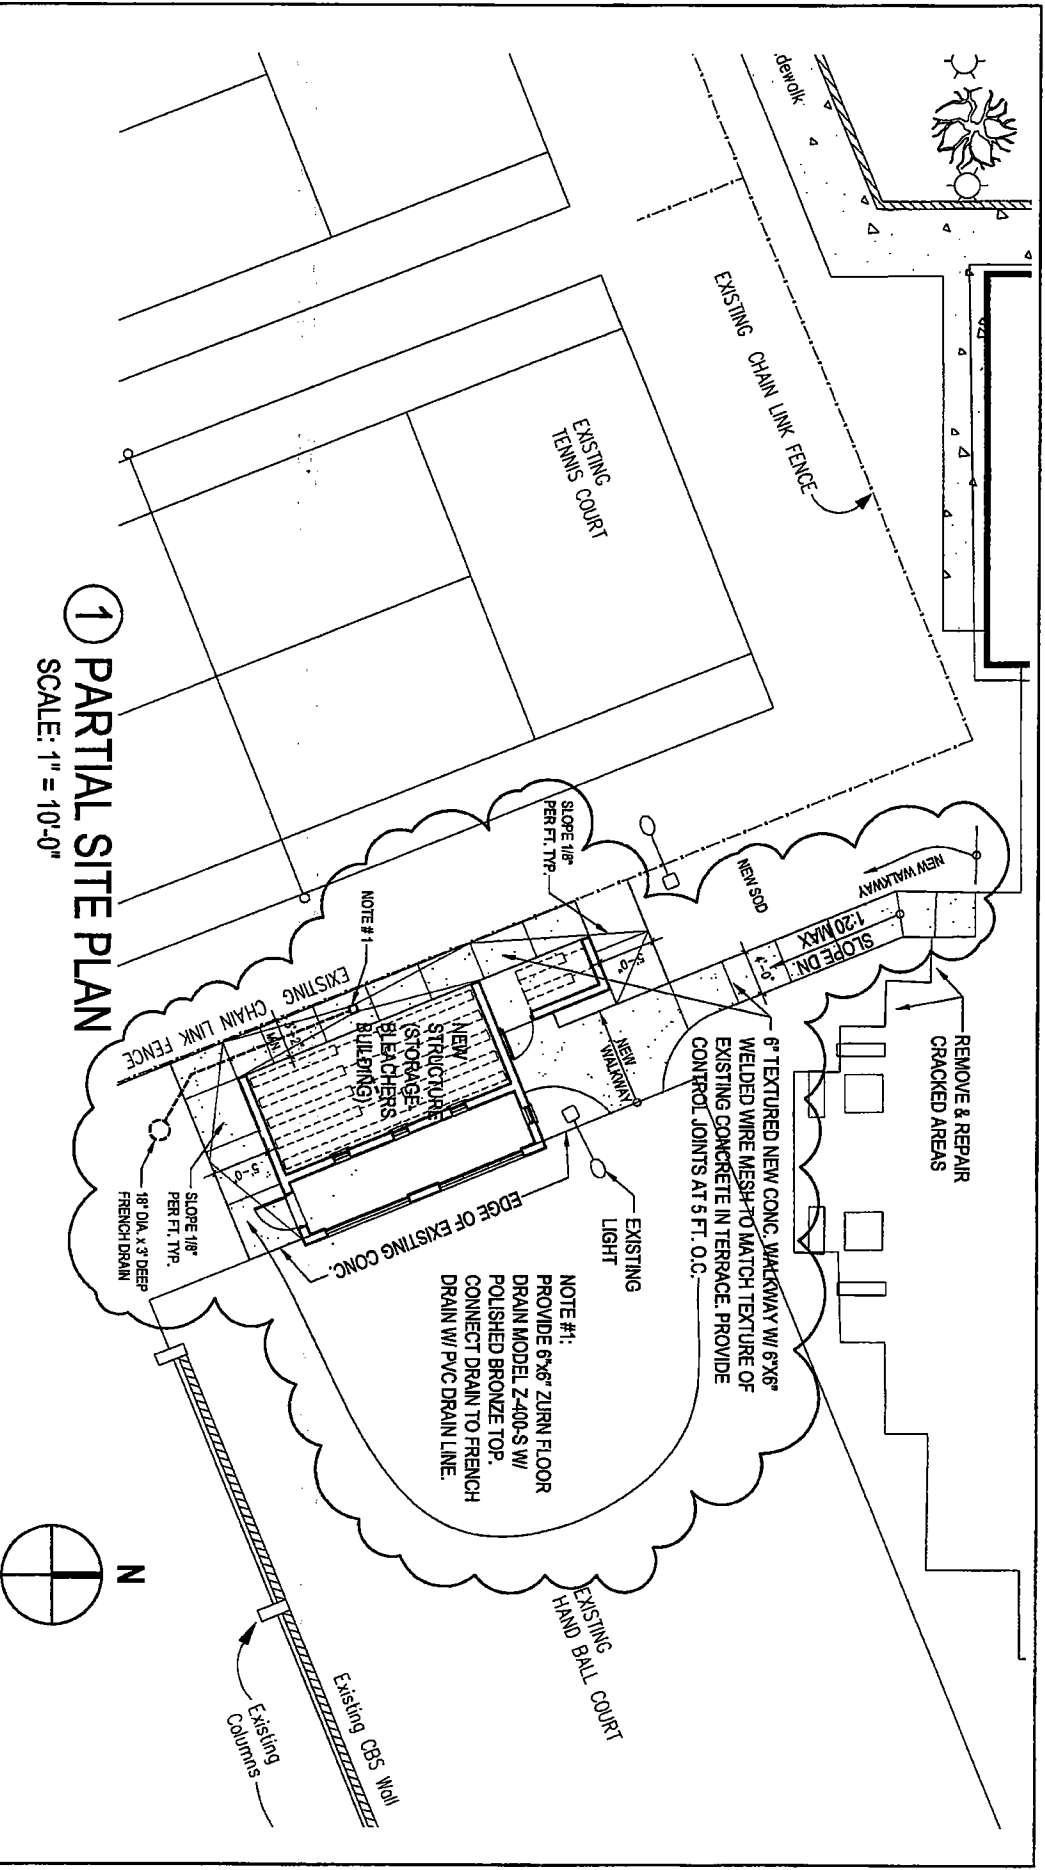 dewalk
EXISTING CHAIN LINK FENCE
EXISTING
TENNIS COURT
REMOVE & REPAIR
CRACKED AREAS
NEW WALKWAY
NEW SOD
SLOPE DN
1:20 MAX
4'-0"
SLOPE 1/8"
PER FT. TYP.
5'-0"
6" TEXTURED NEW CONC. WALKWAY W/ 6"X6"
WELDED WIRE MESH TO MATCH TEXTURE OF
EXISTING CONCRETE IN TERRACE. PROVIDE
CONTROL JOINTS AT 5 FT. O.C.
NEW
WALKWAY
EXISTING
LIGHT
NOTE # 1
NEW
STRUCTURE
BLEACHERS
(STORAGE
BUILDING)
EXISTING CHAIN LINK FENCE
MIN.
5'-0"
EDGE OF EXISTING CONC.
SLOPE 1/8"
PER FT. TYP.
18" DIA. x 3' DEEP
FRENCH DRAIN
NOTE #1:
PROVIDE 6"x6" ZURN FLOOR
DRAIN MODEL Z-400-S W/
POLISHED BRONZE TOP.
CONNECT DRAIN TO FRENCH
DRAIN W/ PVC DRAIN LINE.
EXISTING
HAND BALL COURT
Existing CBS Wall
Existing
Columns
N
1 PARTIAL SITE PLAN
SCALE: 1" = 10'-0"